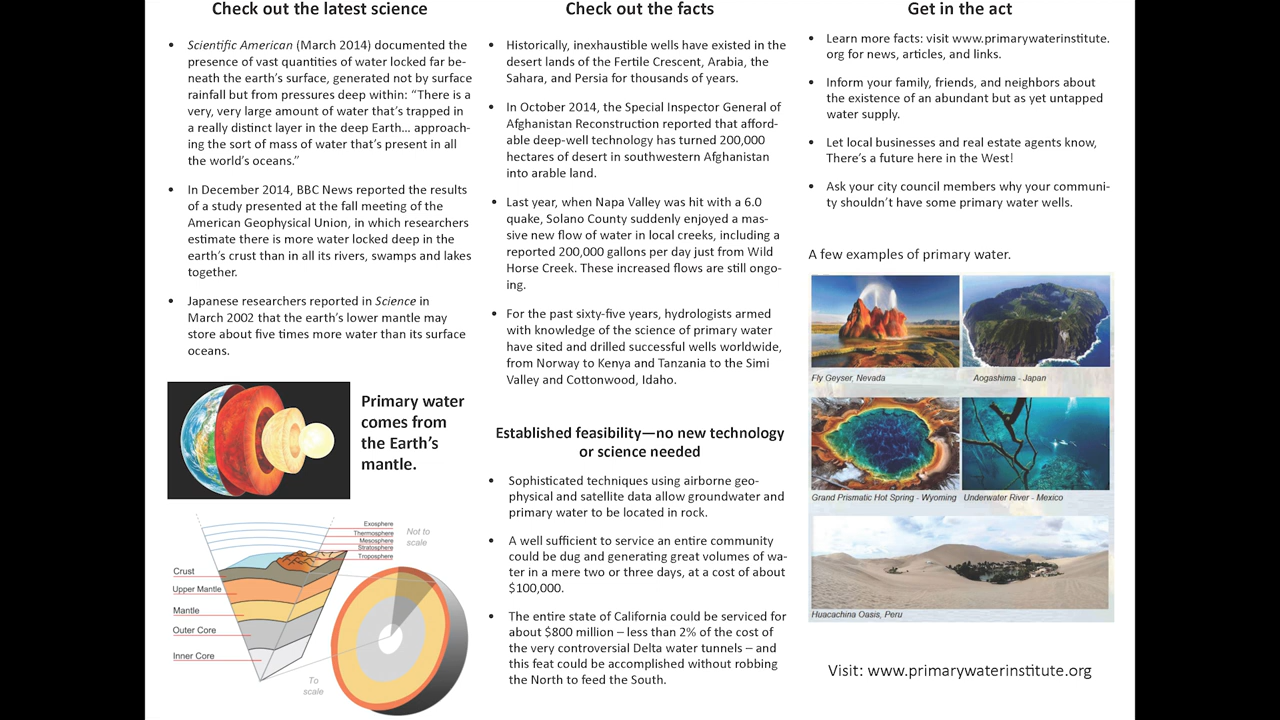 Check out the latest science
• Scientific American (March 2014) documented the
presence of vast quantities of water locked far be-
neath the earth's surface, generated not by surface
rainfall but from pressures deep within: "There is a
very, very large amount of water that's trapped in
a really distinct layer in the deep Earth... approach-
ing the sort of mass of water that's present in all
the world's oceans."
• In December 2014, BBC News reported the results
of a study presented at the fall meeting of the
American Geophysical Union, in which researchers
estimate there is more water locked deep in the
earth's crust than in all its rivers, swamps and lakes
together.
• Japanese researchers reported in Science in
March 2002 that the earth's lower mantle may
store about five times more water than its surface
oceans.
Primary water
comes from
the Earth's
mantle.
Exosphere
Thermosphere
Mesosphere
Stratosphere
Troposphere
Not to
scale
Crust
Upper Mantle
Mantle
Outer Core
Inner Core
To
scale
Check out the facts
• Historically, inexhaustible wells have existed in the
desert lands of the Fertile Crescent, Arabia, the
Sahara, and Persia for thousands of years.
• In October 2014, the Special Inspector General of
Afghanistan Reconstruction reported that afford-
able deep-well technology has turned 200,000
hectares of desert in southwestern Afghanistan
into arable land.
• Last year, when Napa Valley was hit with a 6.0
quake, Solano County suddenly enjoyed a mas-
sive new flow of water in local creeks, including a
reported 200,000 gallons per day just from Wild
Horse Creek. These increased flows are still ongo-
ing.
• For the past sixty-five years, hydrologists armed
with knowledge of the science of primary water
have sited and drilled successful wells worldwide,
from Norway to Kenya and Tanzania to the Simi
Valley and Cottonwood, Idaho.
Established feasibility—no new technology
or science needed
• Sophisticated techniques using airborne geo-
physical and satellite data allow groundwater and
primary water to be located in rock.
• A well sufficient to service an entire community
could be dug and generating great volumes of wa-
ter in a mere two or three days, at a cost of about
$100,000.
• The entire state of California could be serviced for
about $800 million – less than 2% of the cost of
the very controversial Delta water tunnels – and
this feat could be accomplished without robbing
the North to feed the South.
Get in the act
• Learn more facts: visit www.primarywaterinstitute.
org for news, articles, and links.
• Inform your family, friends, and neighbors about
the existence of an abundant but as yet untapped
water supply.
• Let local businesses and real estate agents know,
There's a future here in the West!
• Ask your city council members why your communi-
ty shouldn't have some primary water wells.
A few examples of primary water.
Fly Geyser, Nevada
Aogashima - Japan
Grand Prismatic Hot Spring - Wyoming
Underwater River - Mexico
Huacachina Oasis, Peru
Visit: www.primarywaterinstitute.org